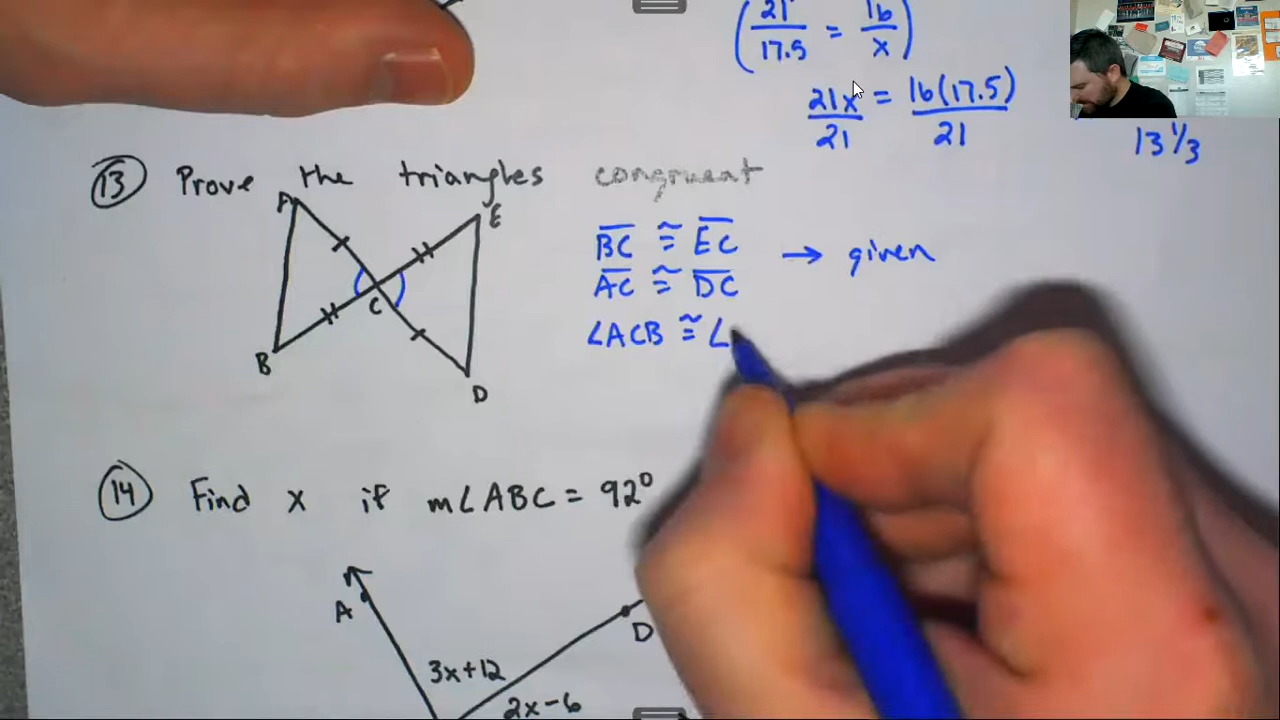 (21/17.5 = 16/x)
21x/21 = 16(17.5)/21
13 1/3
13 Prove the triangles congruent
A
E
C
B
D
BC ≅ EC
→ given
AC ≅ DC
∠ACB ≅ ∠
14 Find x if m∠ABC = 92°
A
D
3x+12
2x-6